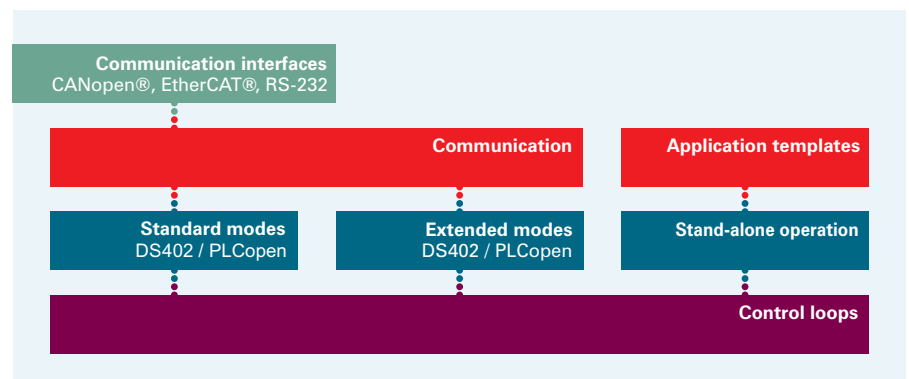 Communication interfaces
CANopen®, EtherCAT®, RS-232
Communication
Application templates
Standard modes
DS402 / PLCopen
Extended modes
DS402 / PLCopen
Stand-alone operation
Control loops